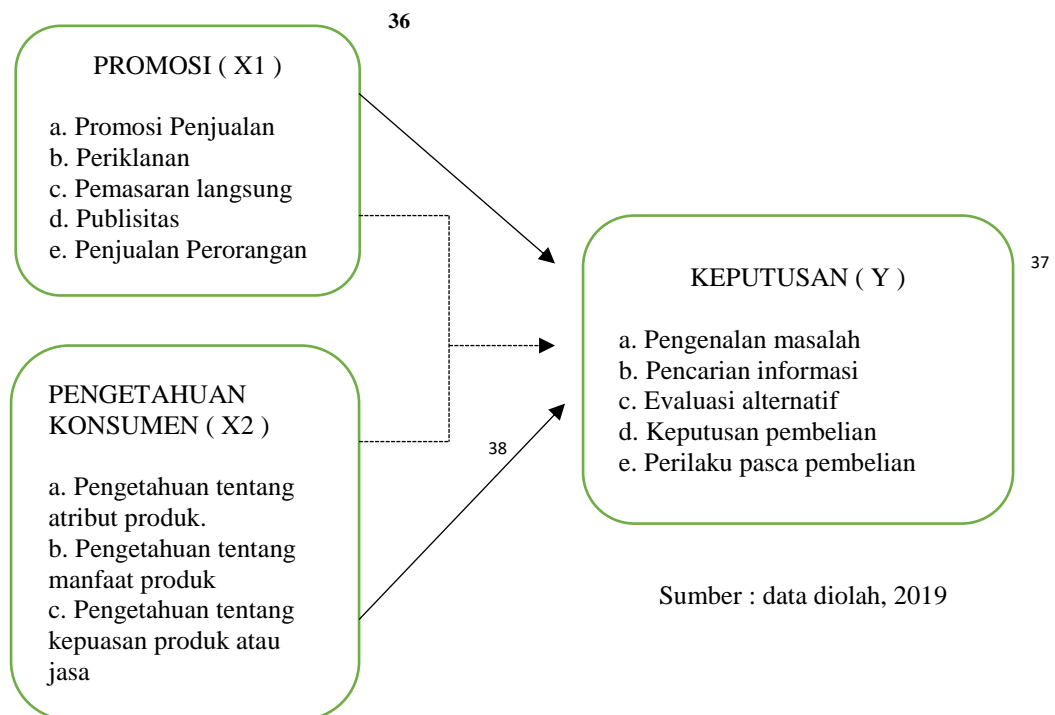 36
PROMOSI ( X1 )
a. Promosi Penjualan
b. Periklanan
c. Pemasaran langsung
d. Publisitas
e. Penjualan Perorangan
KEPUTUSAN ( Y )
37
a. Pengenalan masalah
b. Pencarian informasi
c. Evaluasi alternatif
d. Keputusan pembelian
e. Perilaku pasca pembelian
PENGETAHUAN
KONSUMEN ( X2 )
38
a. Pengetahuan tentang
atribut produk.
b. Pengetahuan tentang
manfaat produk
c. Pengetahuan tentang
kepuasan produk atau
jasa
Sumber : data diolah, 2019